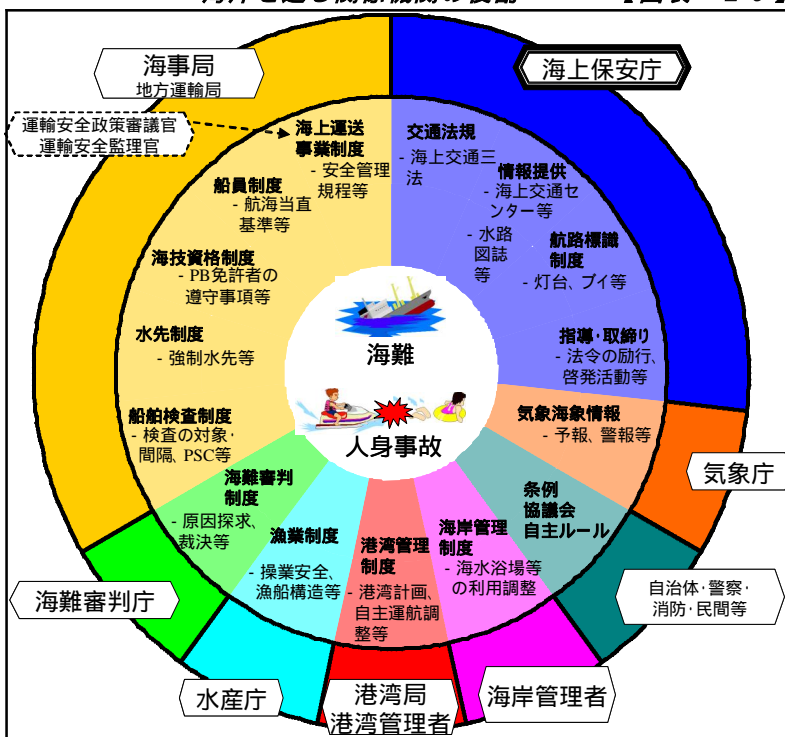 海事局
地方運輸局
海上保安庁
運輸安全政策審議官
運輸安全監理官
海上運送
事業制度
- 安全管理
規程等
船員制度
- 航海当直
基準等
海技資格制度
- PB免許者の
遵守事項等
水先制度
- 強制水先等
船舶検査制度
- 検査の対象・
間隔、PSC等
交通法規
- 海上交通三
法
情報提供
- 海上交通セ
ンター等
- 水路
図誌
等
航路標識
制度
- 灯台、ブイ等
指導・取締り
- 法令の励行、
啓発活動等
海難
人身事故
気象海象情報
- 予報、警報等
気象庁
条例
協議会
自主ルール
自治体・警察・
消防・民間等
海岸管理
制度
- 海水浴場等
の利用調整
海岸管理者
港湾管理
制度
- 港湾計画、
自主運航調
整等
港湾局
港湾管理者
漁業制度
- 操業安全、
漁船構造等
水産庁
海難審判
制度
- 原因探求、
裁決等
海難審判庁